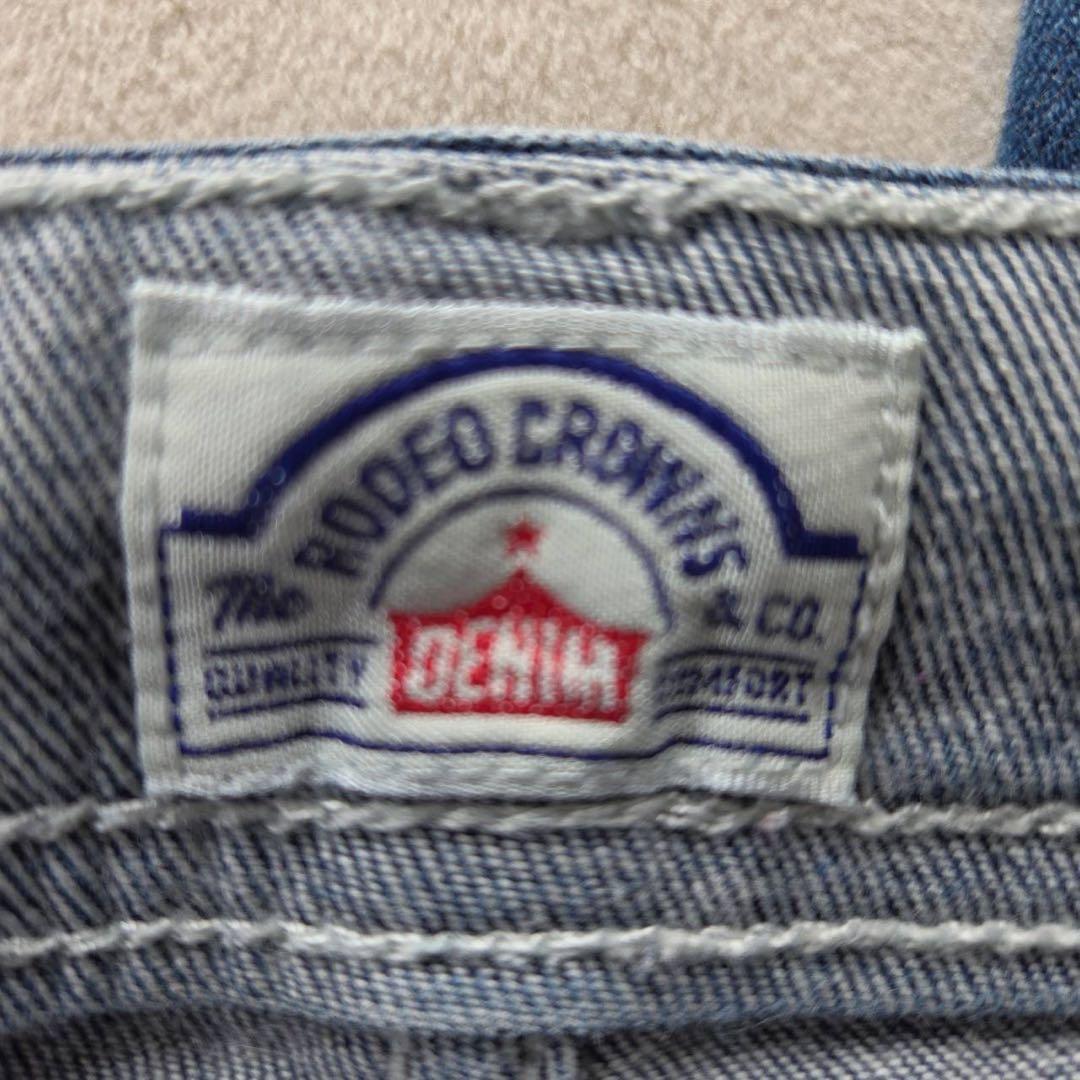 The RODEO CROWNS & CO.
QUALITY DENIM COMFORT